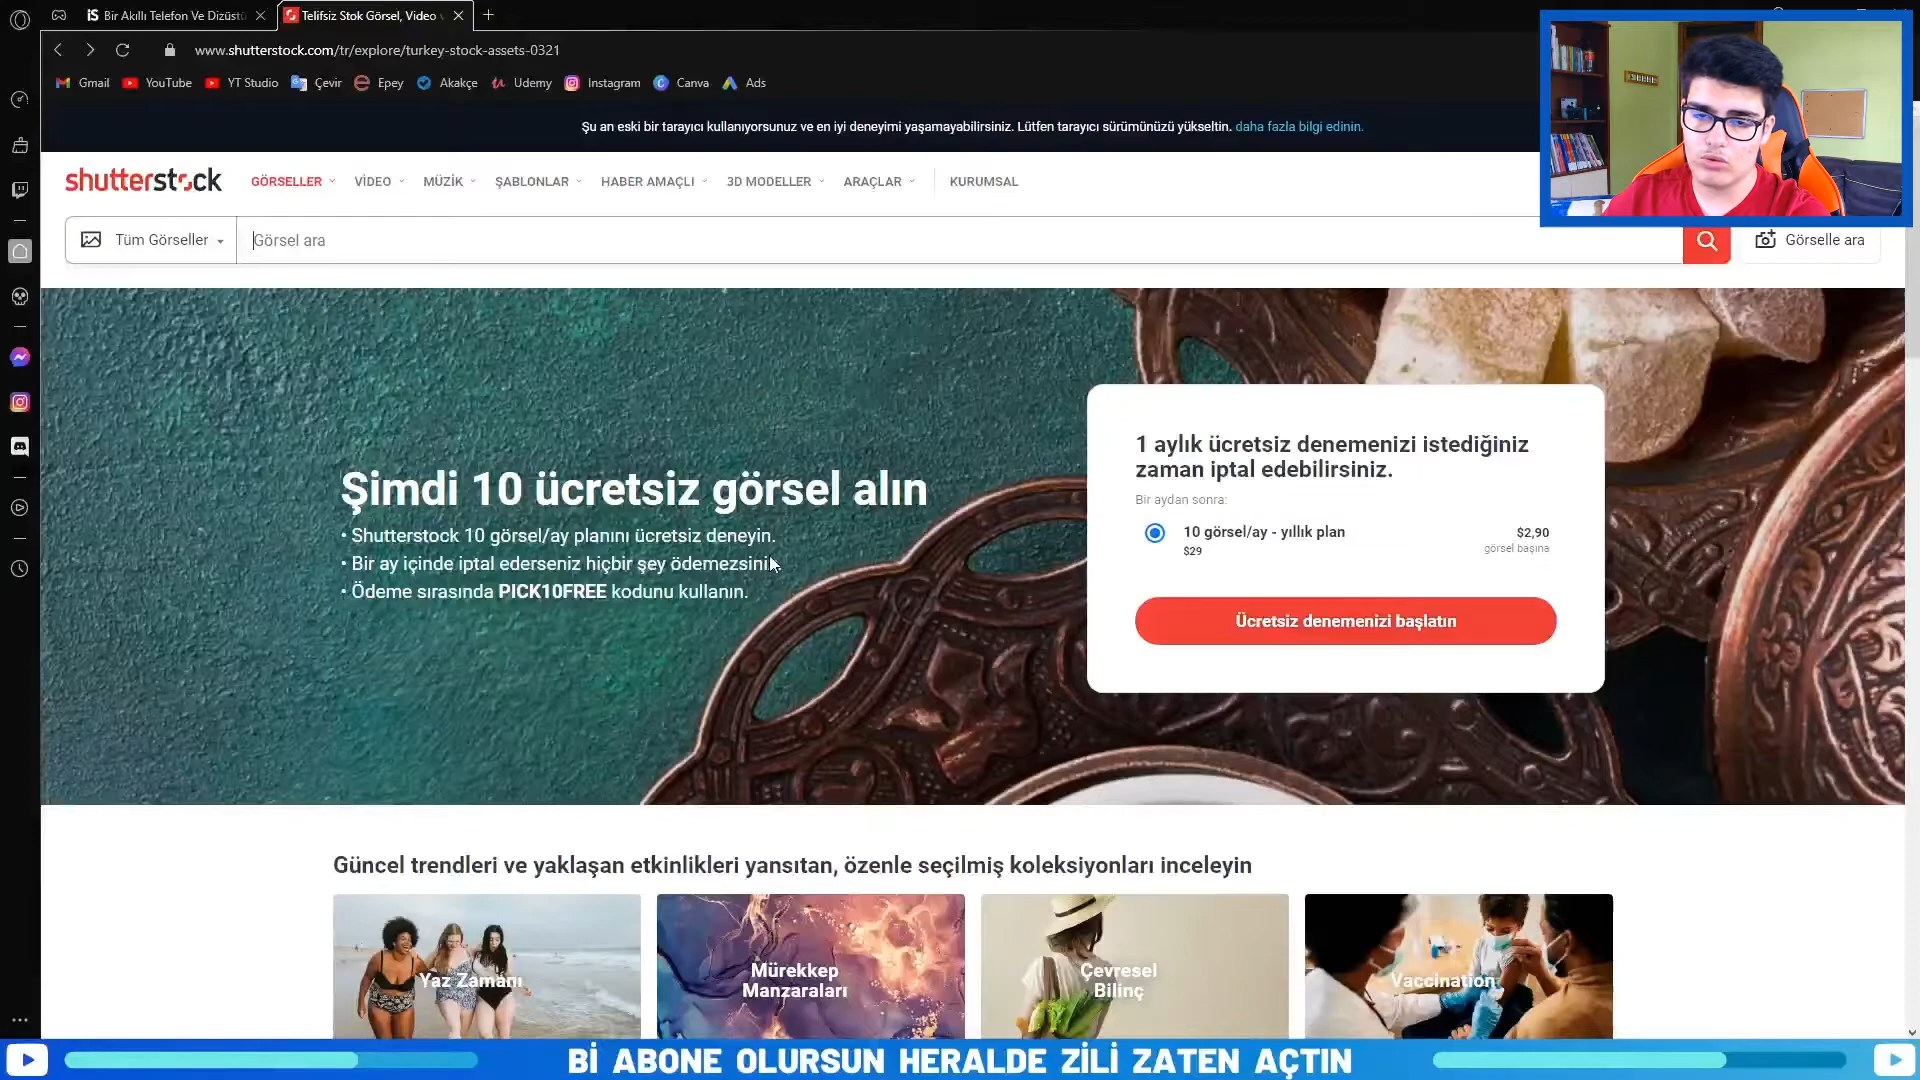 Bir Akıllı Telefon Ve Dizüstü
Telifsiz Stok Görsel, Video v
www.shutterstock.com/tr/explore/turkey-stock-assets-0321
Gmail YouTube YT Studio Çevir Epey Akakçe Udemy Instagram Canva Ads
Şu an eski bir tarayıcı kullanıyorsunuz ve en iyi deneyimi yaşamayabilirsiniz. Lütfen tarayıcı sürümünüzü yükseltin. daha fazla bilgi edinin.
shutterstock GÖRSELLER VİDEO MÜZİK ŞABLONLAR HABER AMAÇLI 3D MODELLER ARAÇLAR KURUMSAL
Tüm Görseller Görsel ara Görselle ara
Şimdi 10 ücretsiz görsel alın
• Shutterstock 10 görsel/ay planını ücretsiz deneyin.
• Bir ay içinde iptal ederseniz hiçbir şey ödemezsini
• Ödeme sırasında PICK10FREE kodunu kullanın.
1 aylık ücretsiz denemenizi istediğiniz
zaman iptal edebilirsiniz.
Bir aydan sonra:
10 görsel/ay - yıllık plan $2,90
$29 görsel başına
Ücretsiz denemenizi başlatın
Güncel trendleri ve yaklaşan etkinlikleri yansıtan, özenle seçilmiş koleksiyonları inceleyin
Yaz Zamanı
Mürekkep
Manzaraları
Çevresel
Bilinç
Vaccination
Bİ ABONE OLURSUN HERALDE ZİLİ ZATEN AÇTIN